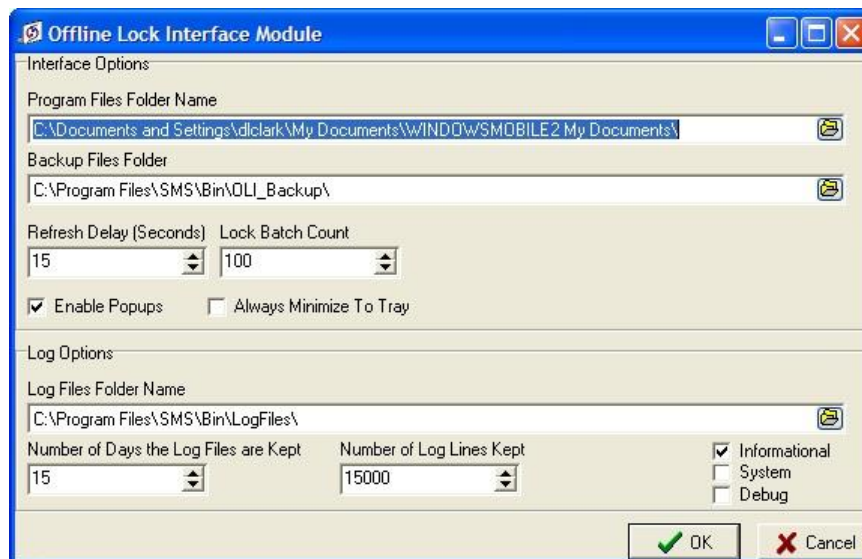 Offline Lock Interface Module
Interface Options
Program Files Folder Name
C:\Documents and Settings\dlclark\My Documents\WINDOWSMOBILE2 My Documents\
Backup Files Folder
C:\Program Files\SMS\Bin\OLI_Backup\
Refresh Delay (Seconds) Lock Batch Count
15 100
Enable Popups Always Minimize To Tray
Log Options
Log Files Folder Name
C:\Program Files\SMS\Bin\LogFiles\
Number of Days the Log Files are Kept Number of Log Lines Kept
15 15000
Informational
System
Debug
OK Cancel